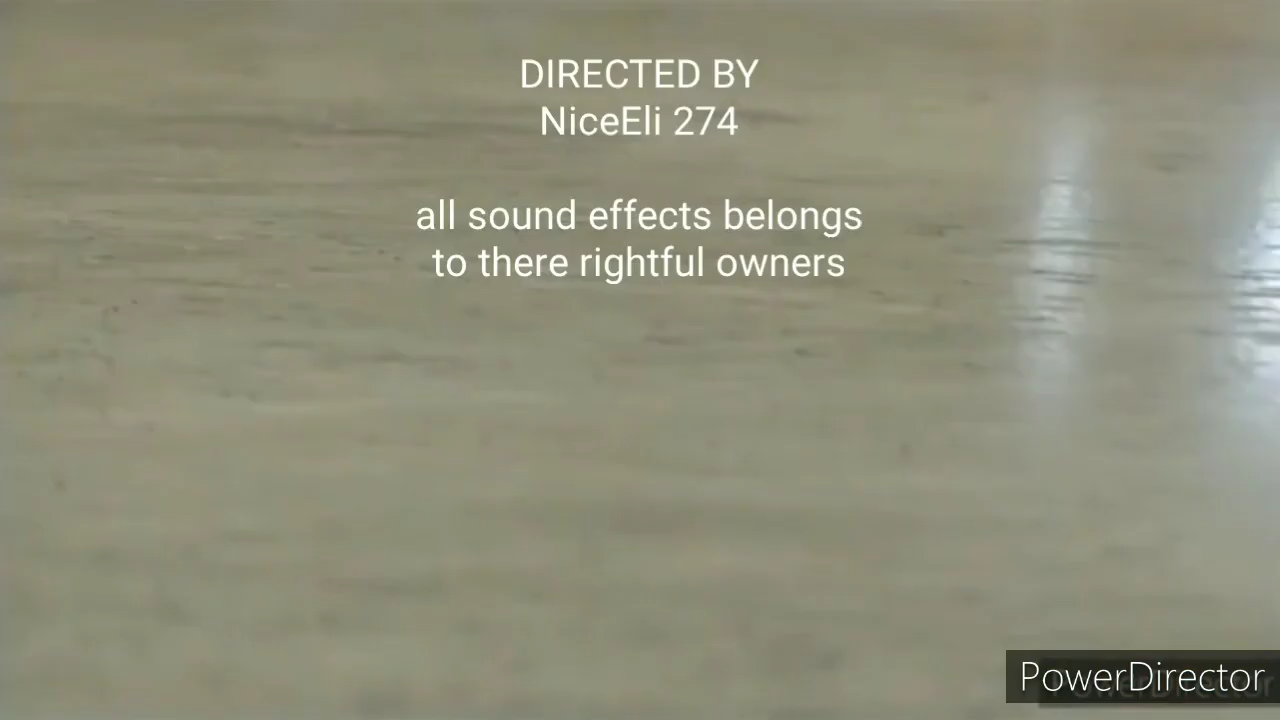 DIRECTED BY
NiceEli 274
all sound effects belongs
to there rightful owners
PowerDirector